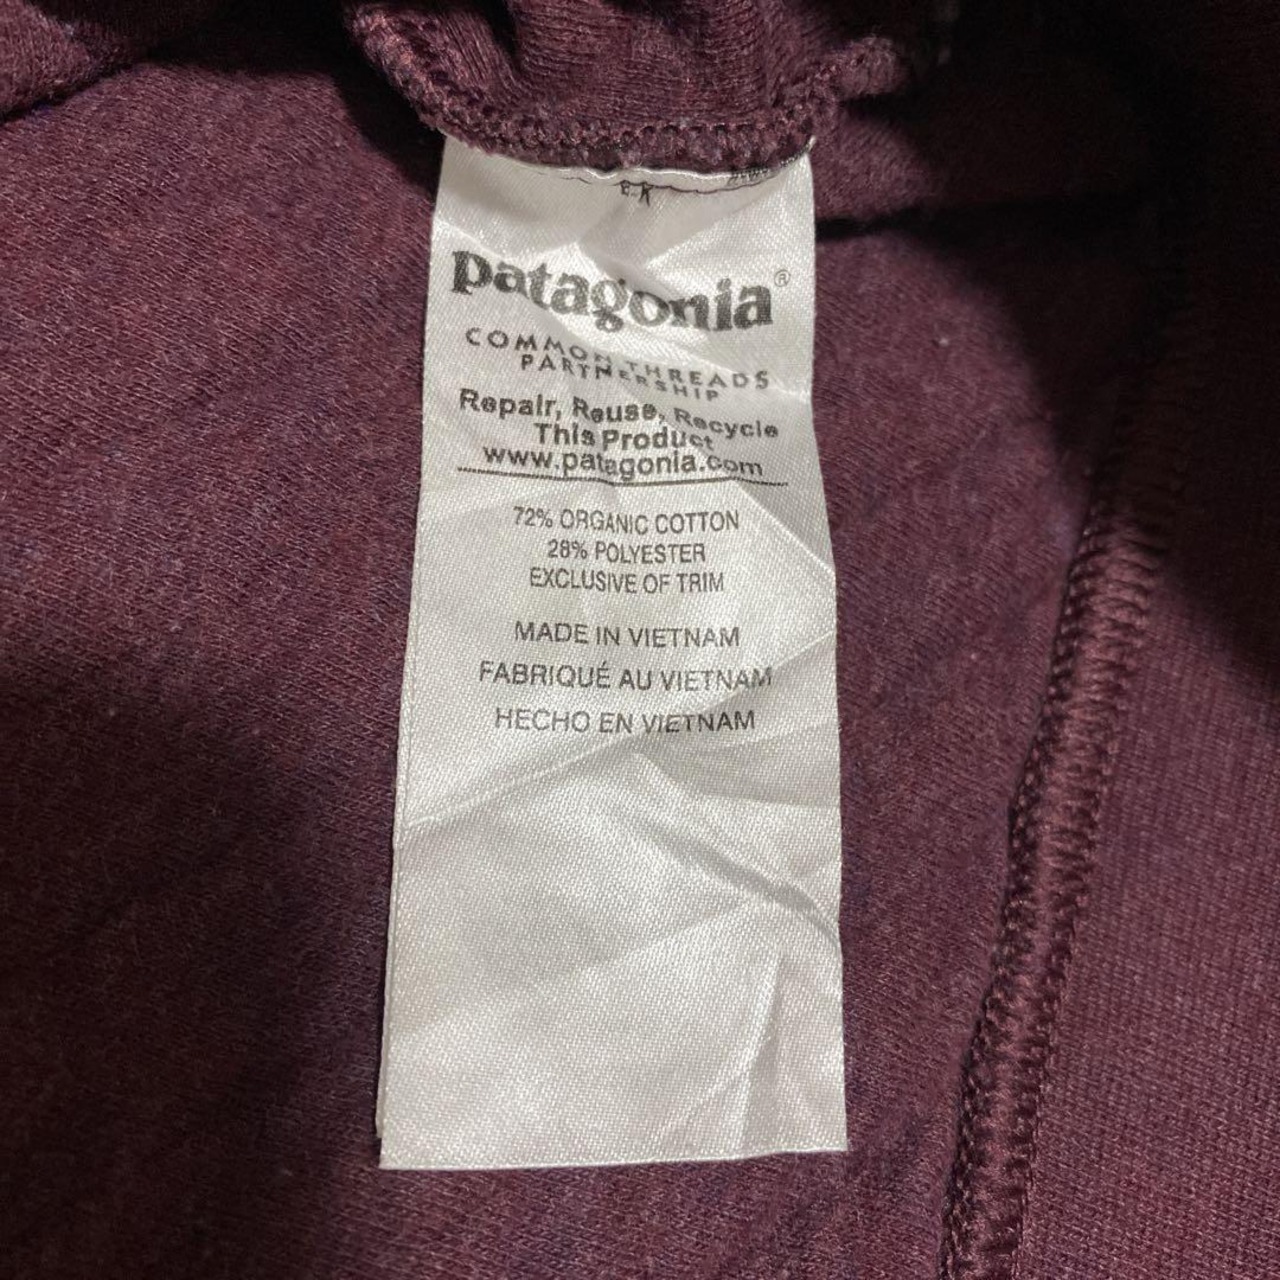 patagonia®
COMMON THREADS
PARTNERSHIP
Repair, Reuse, Recycle
This Product
www.patagonia.com
72% ORGANIC COTTON
28% POLYESTER
EXCLUSIVE OF TRIM
MADE IN VIETNAM
FABRIQUÉ AU VIETNAM
HECHO EN VIETNAM